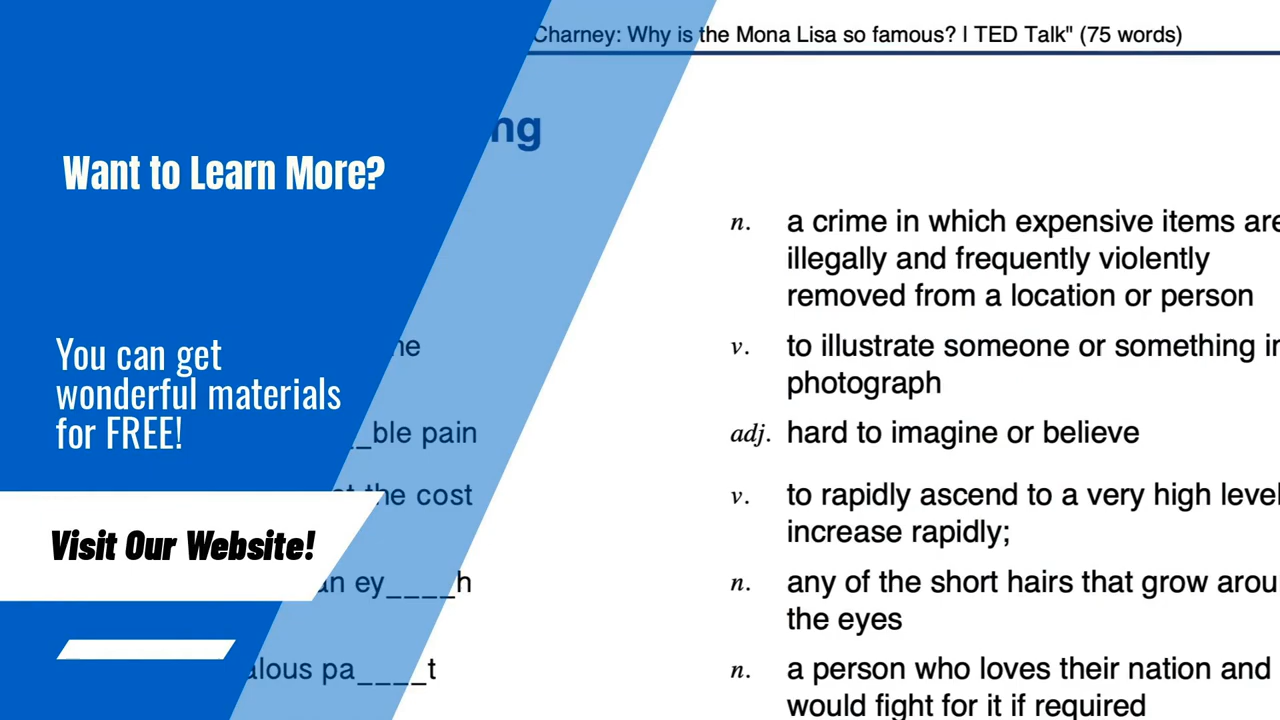 Charney: Why is the Mona Lisa so famous? | TED Talk" (75 words)
ng
Want to Learn More?
You can get
wonderful materials
for FREE!
Visit Our Website!
n. a crime in which expensive items are
illegally and frequently violently
removed from a location or person
ne v. to illustrate someone or something in
photograph
_ble pain adj. hard to imagine or believe
the cost v. to rapidly ascend to a very high level
increase rapidly;
an ey____h n. any of the short hairs that grow arou
the eyes
alous pa____t n. a person who loves their nation and
would fight for it if required